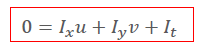 0 = I_x u + I_y v + I_t